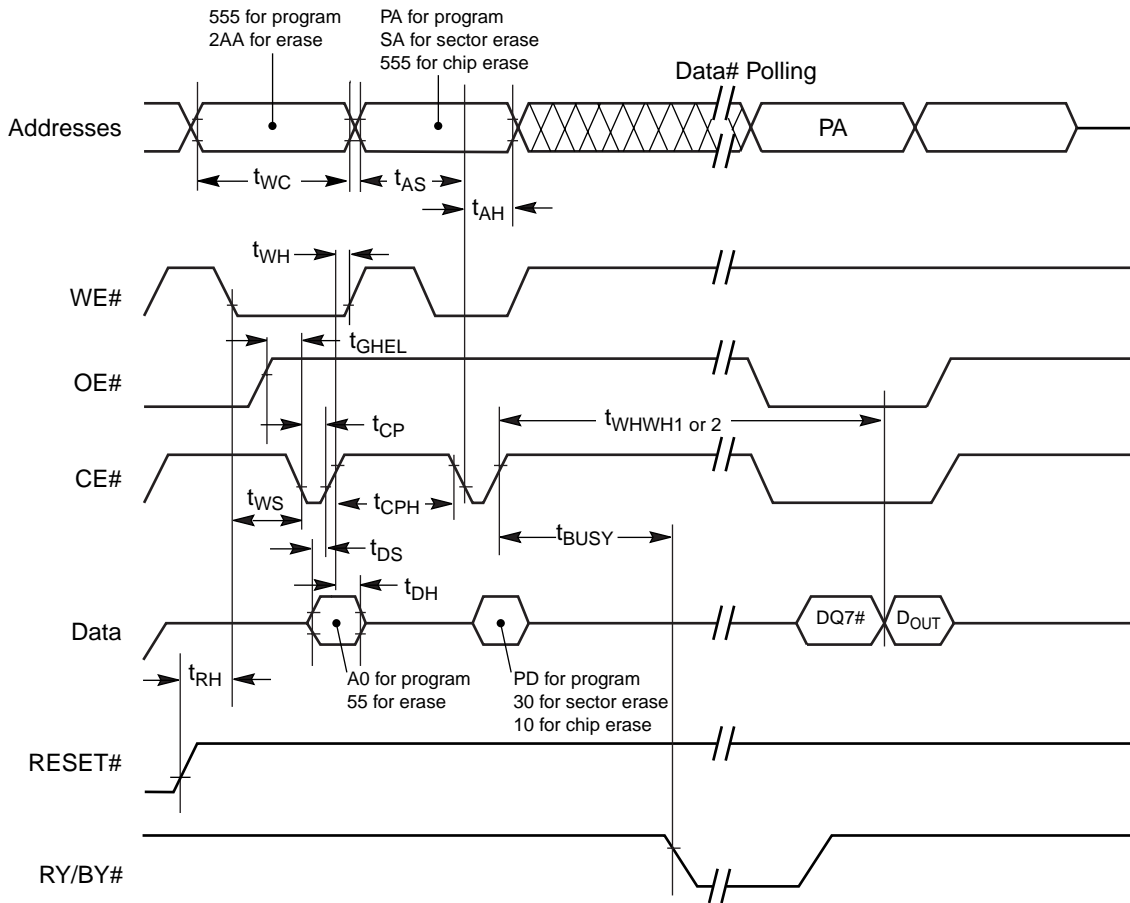 555 for program
2AA for erase
PA for program
SA for sector erase
555 for chip erase
Data# Polling
Addresses
PA
tWC
tAS
tAH
tWH
WE#
tGHEL
OE#
tWHWH1 or 2
tCP
CE#
tWS
tCPH
tBUSY
tDS
tDH
Data
DQ7#
DOUT
tRH
A0 for program
55 for erase
PD for program
30 for sector erase
10 for chip erase
RESET#
RY/BY#